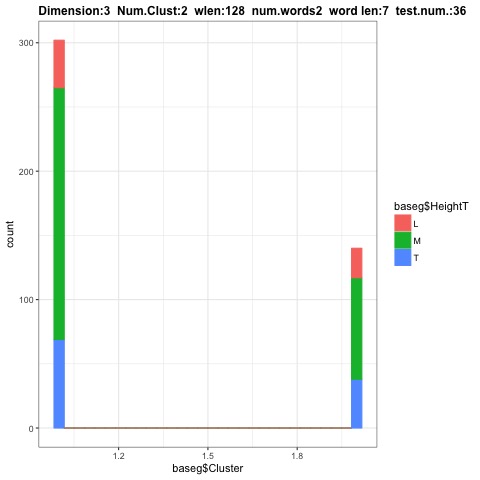 Dimension:3  Num.Clust:2  wlen:128  num.words2  word len:7  test.num.:36
300
200
100
0
count
1.2
1.5
1.8
baseg$Cluster
baseg$HeightT
L
M
T